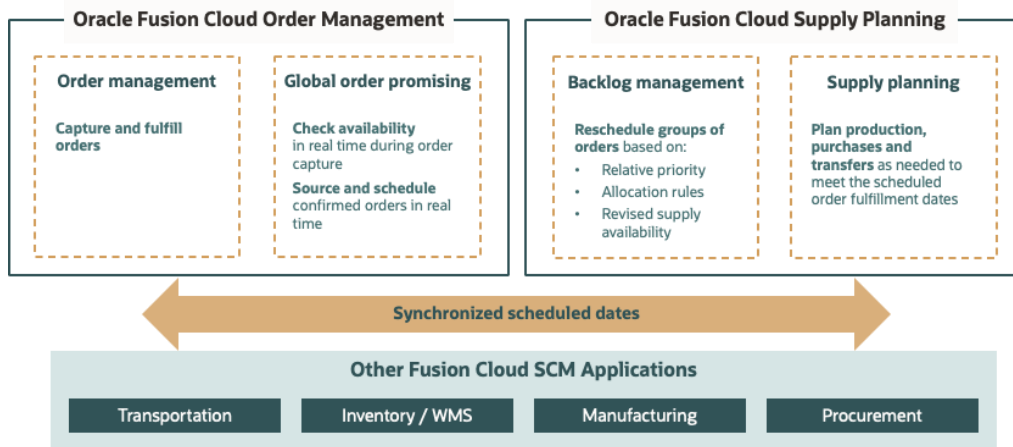 Oracle Fusion Cloud Order Management
Oracle Fusion Cloud Supply Planning
Order management
Capture and fulfill
orders
Global order promising
Check availability
in real time during order
capture
Source and schedule
confirmed orders in real
time
Backlog management
Reschedule groups of
orders based on:
• Relative priority
• Allocation rules
• Revised supply
availability
Supply planning
Plan production,
purchases and
transfers as needed to
meet the scheduled
order fulfillment dates
Synchronized scheduled dates
Other Fusion Cloud SCM Applications
Transportation
Inventory / WMS
Manufacturing
Procurement